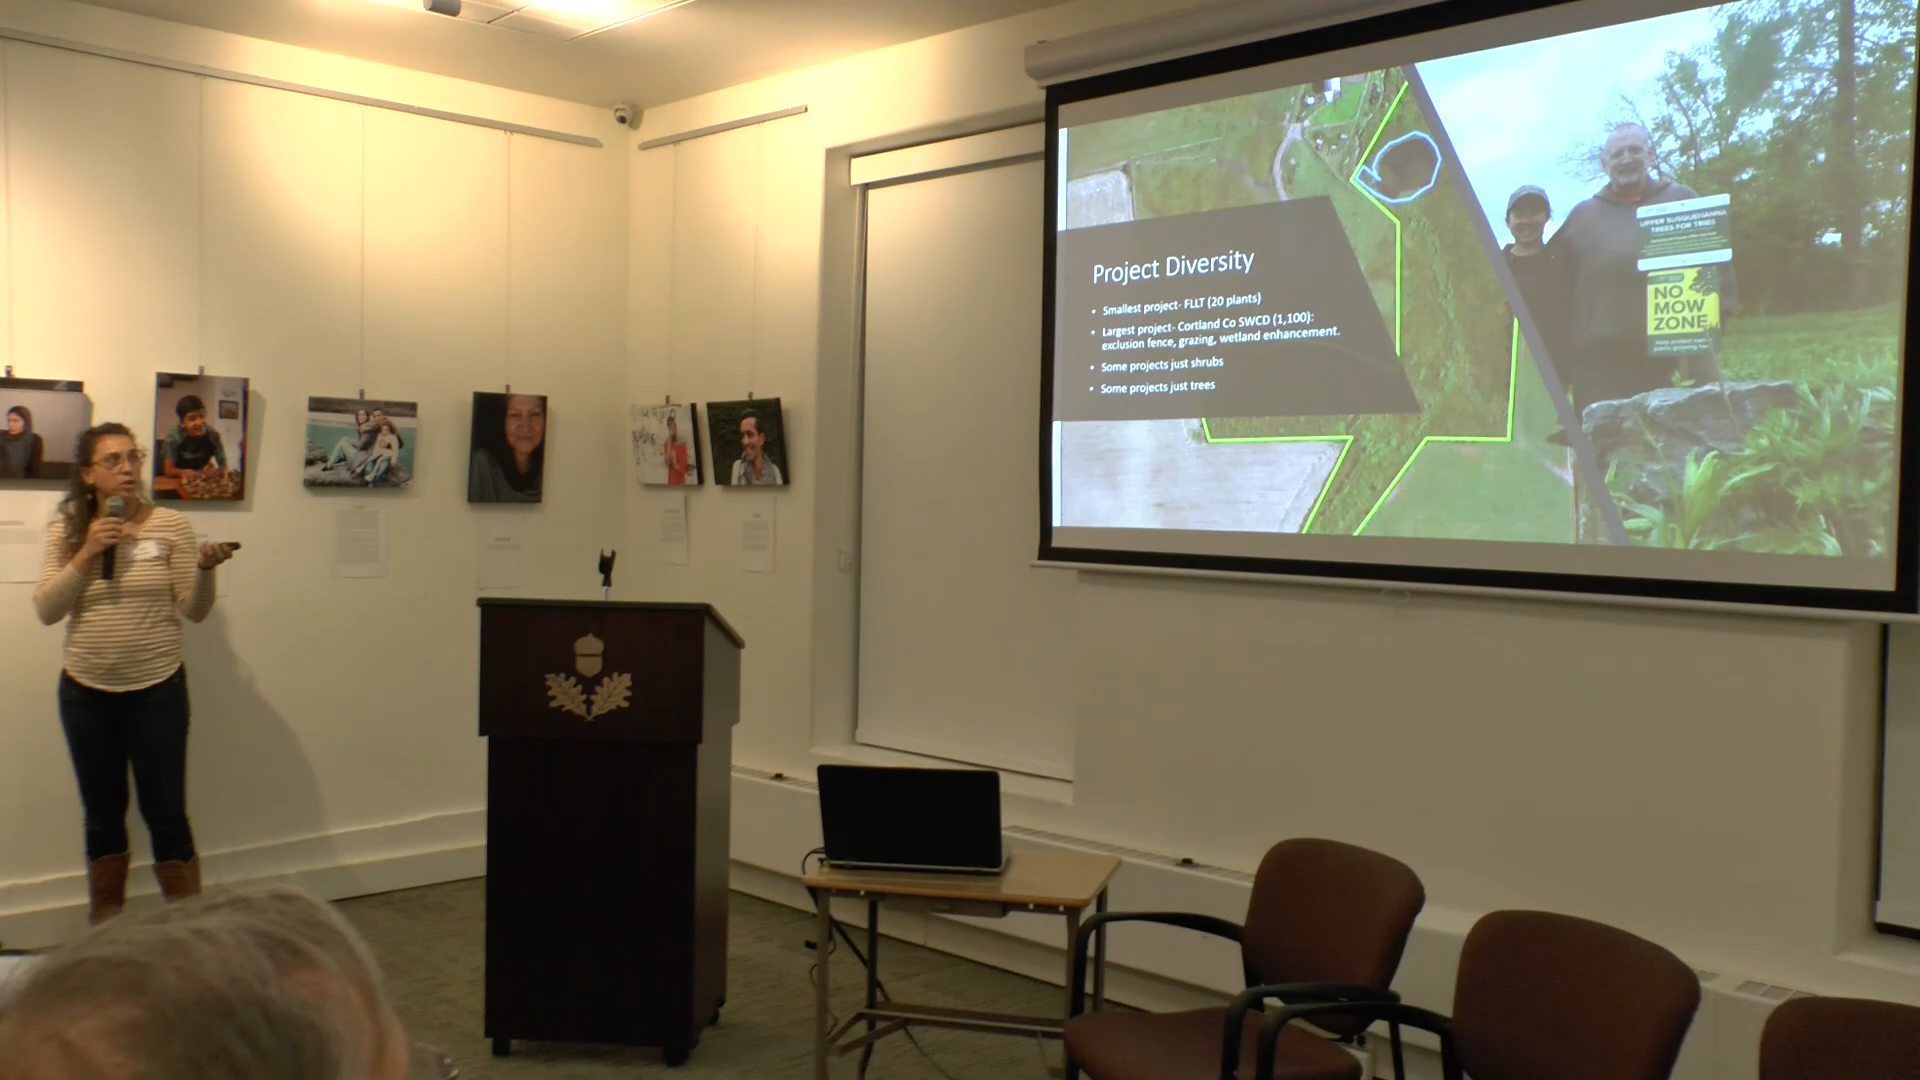 Project Diversity
• Smallest project- FLLT (20 plants)
• Largest project- Cortland Co SWCD (1,100):
exclusion fence, grazing, wetland enhancement.
• Some projects just shrubs
• Some projects just trees
UPPER SUSQUEHANNA
TREES FOR TRIBS
NO
MOW
ZONE